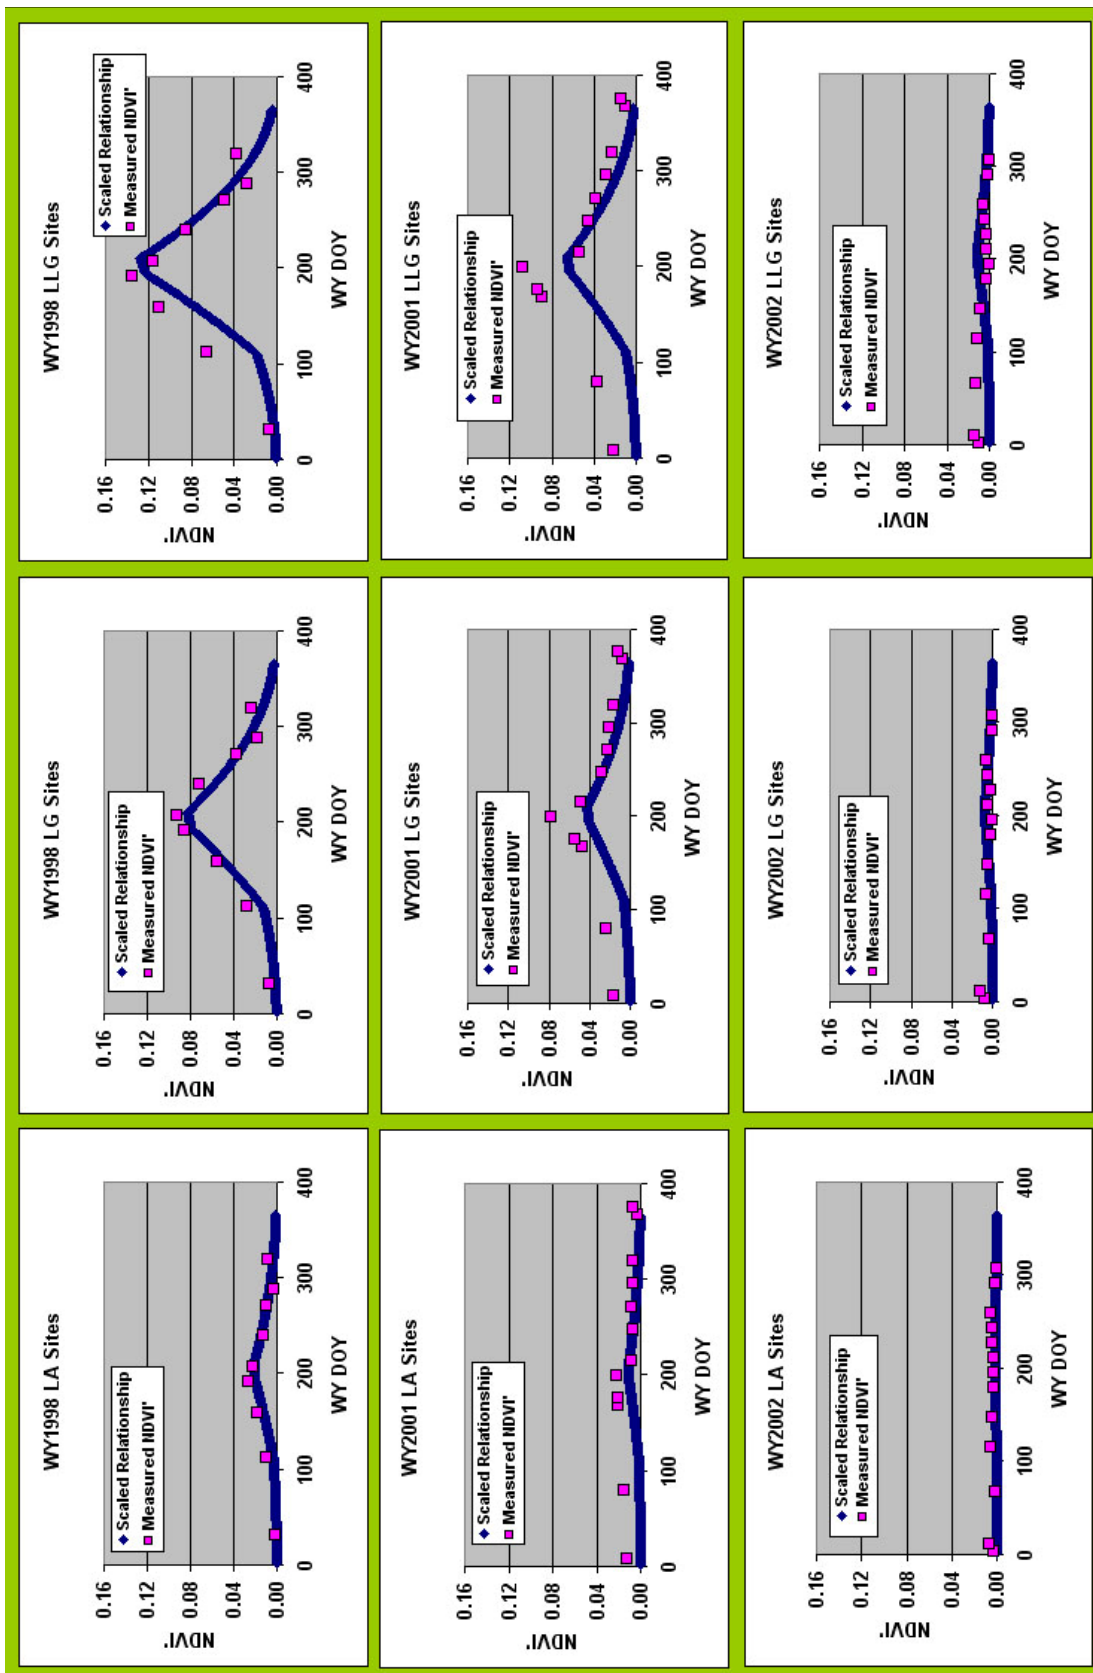 WY1998 LA Sites
0.16
0.12
0.08
0.04
0.00
NDVI'
Scaled Relationship
Measured NDVI'
0 100 200 300 400
WY DOY
WY1998 LG Sites
0.16
0.12
0.08
0.04
0.00
NDVI'
Scaled Relationship
Measured NDVI'
0 100 200 300 400
WY DOY
WY1998 LLG Sites
0.16
0.12
0.08
0.04
0.00
NDVI'
Scaled Relationship
Measured NDVI'
0 100 200 300 400
WY DOY
WY2001 LA Sites
0.16
0.12
0.08
0.04
0.00
NDVI'
Scaled Relationship
Measured NDVI'
0 100 200 300 400
WY DOY
WY2001 LG Sites
0.16
0.12
0.08
0.04
0.00
NDVI'
Scaled Relationship
Measured NDVI'
0 100 200 300 400
WY DOY
WY2001 LLG Sites
0.16
0.12
0.08
0.04
0.00
NDVI'
Scaled Relationship
Measured NDVI'
0 100 200 300 400
WY DOY
WY2002 LA Sites
0.16
0.12
0.08
0.04
0.00
NDVI'
Scaled Relationship
Measured NDVI'
0 100 200 300 400
WY DOY
WY2002 LG Sites
0.16
0.12
0.08
0.04
0.00
NDVI'
Scaled Relationship
Measured NDVI'
0 100 200 300 400
WY DOY
WY2002 LLG Sites
0.16
0.12
0.08
0.04
0.00
NDVI'
Scaled Relationship
Measured NDVI'
0 100 200 300 400
WY DOY